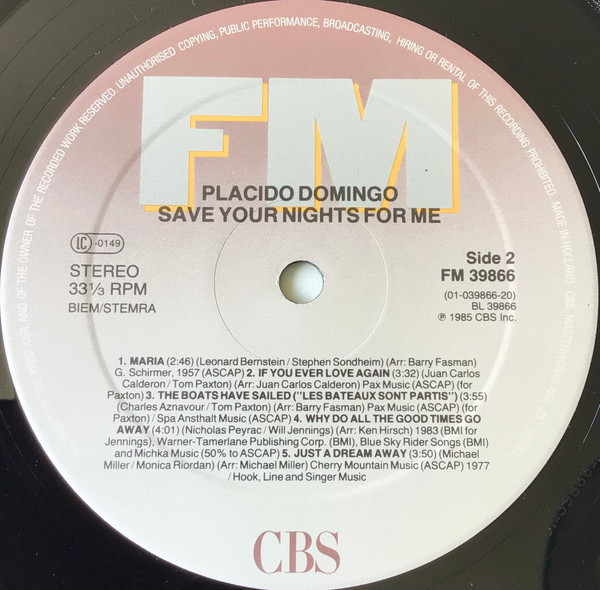 PRODUCER AND OF THE OWNER OF THE RECORDED WORK RESERVED. UNAUTHORISED COPYING, PUBLIC PERFORMANCE, BROADCASTING, HIRING OR RENTAL OF THIS RECORDING PROHIBITED. MADE IN HOLLAND
FM
PLACIDO DOMINGO
SAVE YOUR NIGHTS FOR ME
IC -0149
STEREO
33⅓ RPM
BIEM/STEMRA
Side 2
FM 39866
(01-039866-20)
BL 39866
℗ 1985 CBS Inc.
1. MARIA (2:46) (Leonard Bernstein / Stephen Sondheim) (Arr: Barry Fasman)
G. Schirmer, 1957 (ASCAP) 2. IF YOU EVER LOVE AGAIN (3:32) (Juan Carlos
Calderon / Tom Paxton) (Arr: Juan Carlos Calderon) Pax Music (ASCAP) (for
Paxton) 3. THE BOATS HAVE SAILED ("LES BATEAUX SONT PARTIS") (3:55)
(Charles Aznavour / Tom Paxton) (Arr: Barry Fasman) Pax Music (ASCAP) (for
Paxton) / Spa Ansthalt Music (ASCAP) 4. WHY DO ALL THE GOOD TIMES GO
AWAY (4:01) (Nicholas Peyrac / Will Jennings) (Arr: Ken Hirsch) 1983 (BMI for
Jennings), Warner-Tamerlane Publishing Corp. (BMI), Blue Sky Rider Songs (BMI)
and Michka Music (50% to ASCAP) 5. JUST A DREAM AWAY (3:50) (Michael
Miller / Monica Riordan) (Arr: Michael Miller) Cherry Mountain Music (ASCAP) 1977
/ Hook, Line and Singer Music
CBS